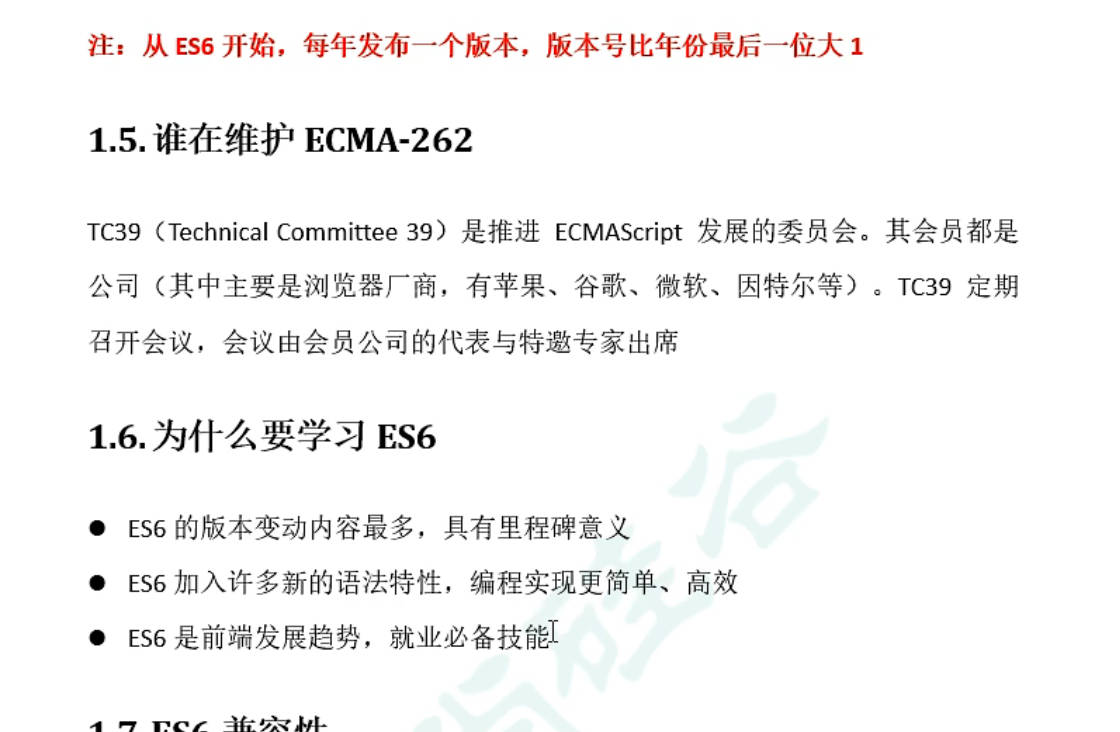 注：从 ES6 开始，每年发布一个版本，版本号比年份最后一位大 1
1.5. 谁在维护 ECMA-262
TC39（Technical Committee 39）是推进 ECMAScript 发展的委员会。其会员都是
公司（其中主要是浏览器厂商，有苹果、谷歌、微软、因特尔等）。TC39 定期
召开会议，会议由会员公司的代表与特邀专家出席
1.6. 为什么要学习 ES6
● ES6 的版本变动内容最多，具有里程碑意义
● ES6 加入许多新的语法特性，编程实现更简单、高效
● ES6 是前端发展趋势，就业必备技能
1.7. ES6 兼容性
尚硅谷